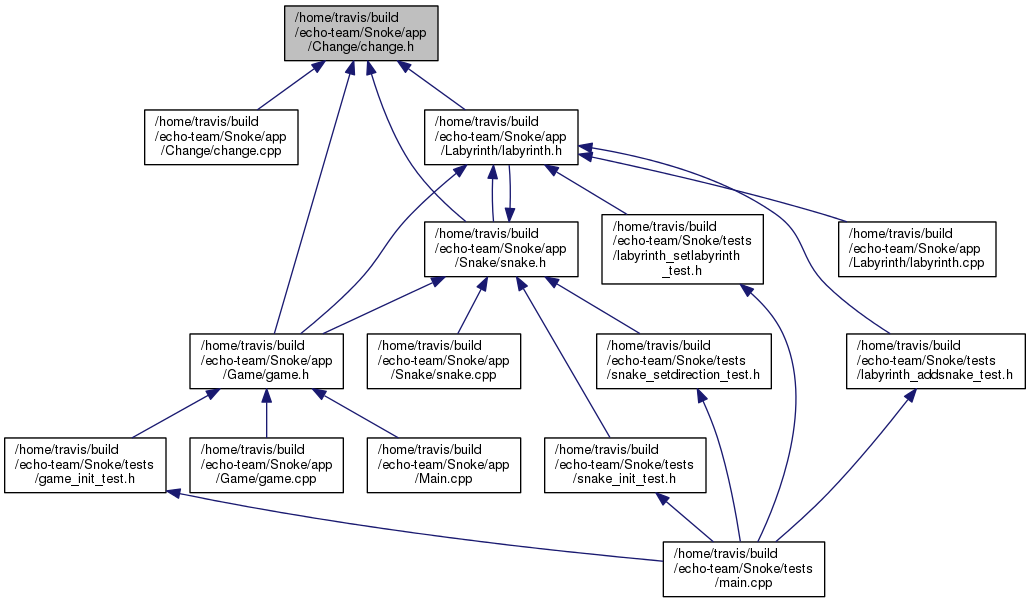 /home/travis/build
/echo-team/Snoke/app
/Change/change.h
/home/travis/build
/echo-team/Snoke/app
/Change/change.cpp
/home/travis/build
/echo-team/Snoke/app
/Labyrinth/labyrinth.h
/home/travis/build
/echo-team/Snoke/app
/Snake/snake.h
/home/travis/build
/echo-team/Snoke/tests
/labyrinth_setlabyrinth
_test.h
/home/travis/build
/echo-team/Snoke/app
/Labyrinth/labyrinth.cpp
/home/travis/build
/echo-team/Snoke/app
/Game/game.h
/home/travis/build
/echo-team/Snoke/app
/Snake/snake.cpp
/home/travis/build
/echo-team/Snoke/tests
/snake_setdirection_test.h
/home/travis/build
/echo-team/Snoke/tests
/labyrinth_addsnake_test.h
/home/travis/build
/echo-team/Snoke/tests
/game_init_test.h
/home/travis/build
/echo-team/Snoke/app
/Game/game.cpp
/home/travis/build
/echo-team/Snoke/app
/Main.cpp
/home/travis/build
/echo-team/Snoke/tests
/snake_init_test.h
/home/travis/build
/echo-team/Snoke/tests
/main.cpp